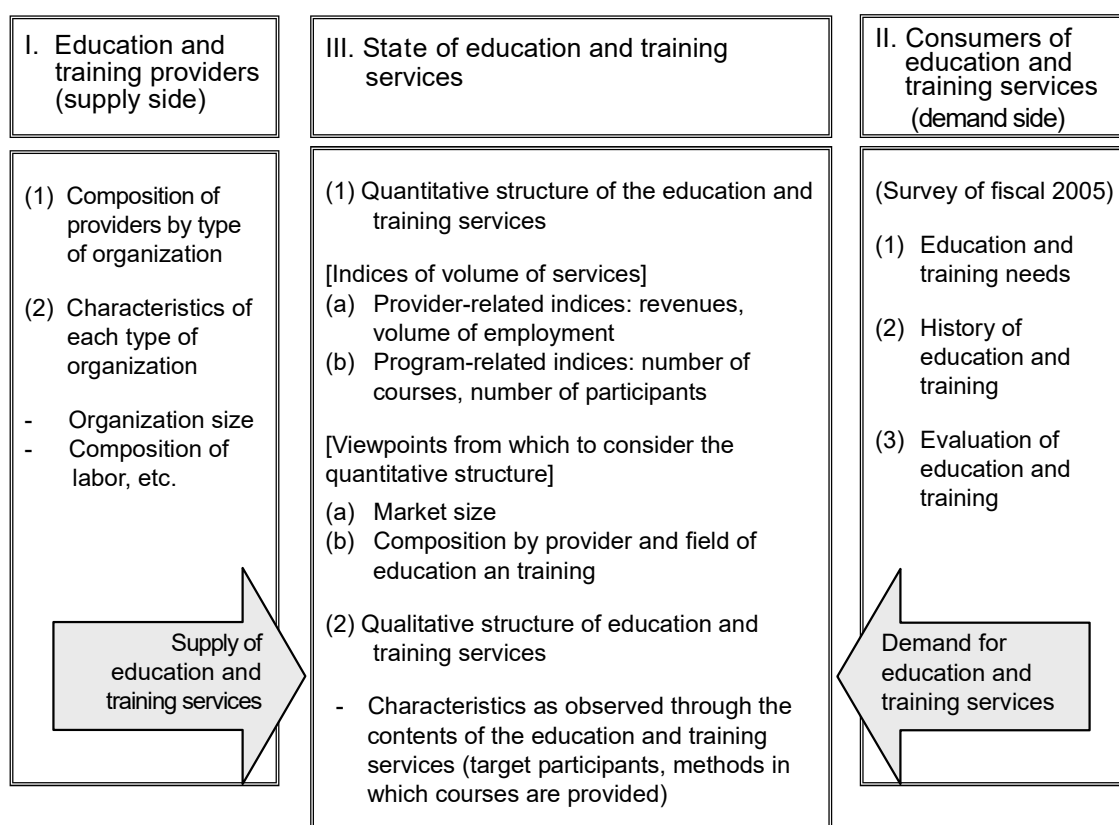 I. Education and
training providers
(supply side)
III. State of education and training
services
II. Consumers of
education and
training services
(demand side)
(1) Composition of
providers by type
of organization
(2) Characteristics of
each type of
organization
- Organization size
- Composition of
labor, etc.
Supply of
education and
training services
(1) Quantitative structure of the education and
training services
[Indices of volume of services]
(a) Provider-related indices: revenues,
volume of employment
(b) Program-related indices: number of
courses, number of participants
[Viewpoints from which to consider the
quantitative structure]
(a) Market size
(b) Composition by provider and field of
education an training
(2) Qualitative structure of education and
training services
- Characteristics as observed through the
contents of the education and training
services (target participants, methods in
which courses are provided)
(Survey of fiscal 2005)
(1) Education and
training needs
(2) History of
education and
training
(3) Evaluation of
education and
training
Demand for
education and
training services